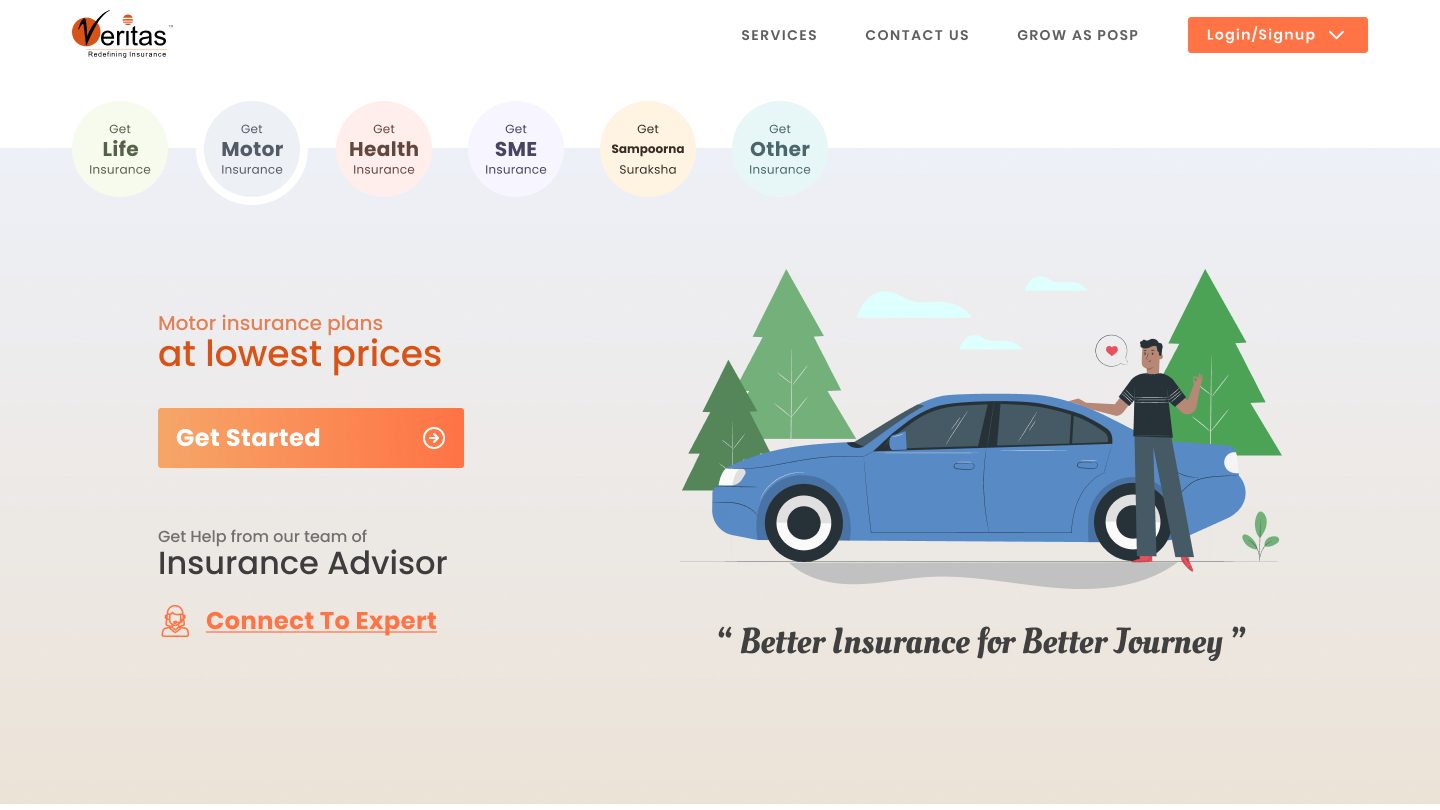 Veritas
Redefining Insurance
SERVICES
CONTACT US
GROW AS POSP
Login/Signup
Get
Life
Insurance
Get
Motor
Insurance
Get
Health
Insurance
Get
SME
Insurance
Get
Sampoorna
Suraksha
Get
Other
Insurance
Motor insurance plans
at lowest prices
Get Started
Get Help from our team of
Insurance Advisor
Connect To Expert
“ Better Insurance for Better Journey ”